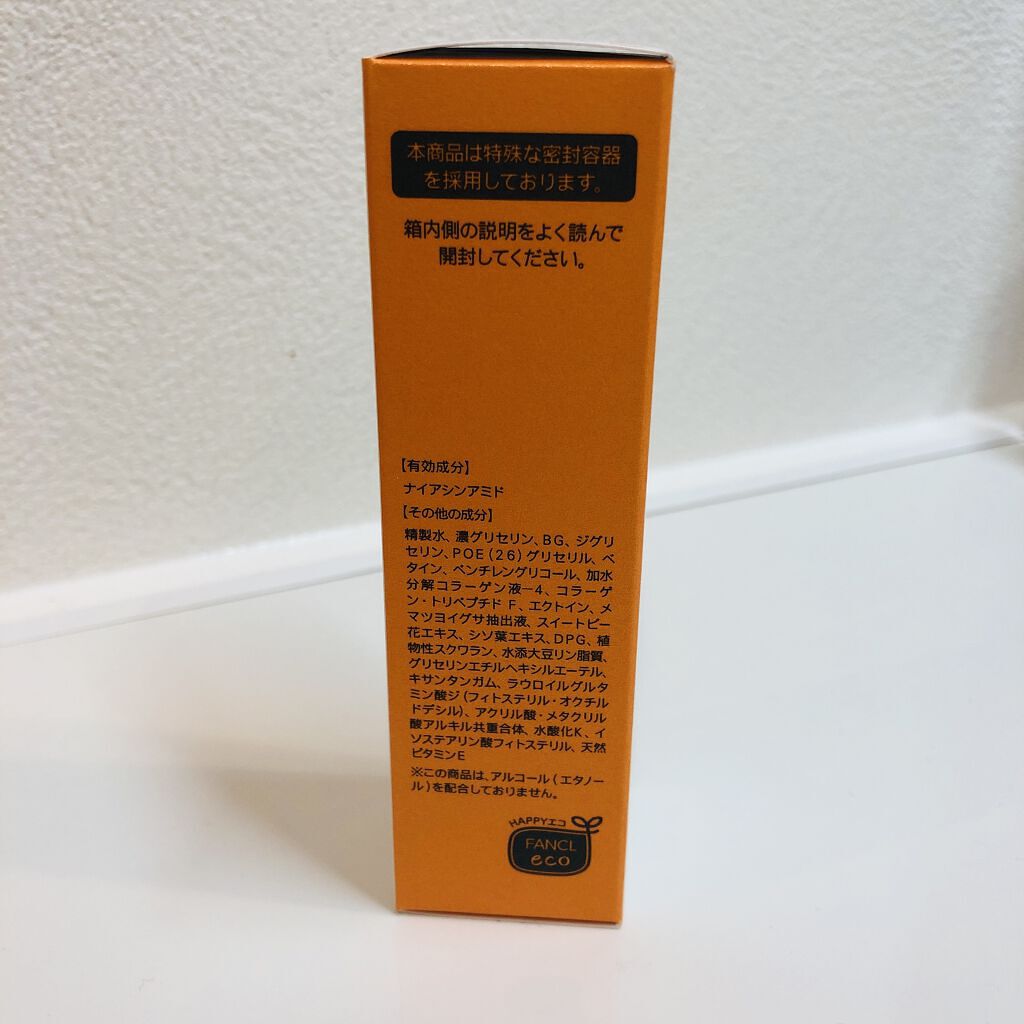 本商品は特殊な密封容器
を採用しております。
箱内側の説明をよく読んで
開封してください。
【有効成分】
ナイアシンアミド
【その他の成分】
精製水、濃グリセリン、BG、ジグリ
セリン、POE(26)グリセリル、ベ
タイン、ペンチレングリコール、加水
分解コラーゲン液−4、コラーゲ
ン・トリペプチド F、エクトイン、メ
マツヨイグサ抽出液、スイートピー
花エキス、シソ葉エキス、DPG、植
物性スクワラン、水添大豆リン脂質、
グリセリンエチルヘキシルエーテル、
キサンタンガム、ラウロイルグルタ
ミン酸ジ(フィトステリル・オクチル
ドデシル)、アクリル酸・メタクリル
酸アルキル共重合体、水酸化K、イ
ソステアリン酸フィトステリル、天然
ビタミンE
※この商品は、アルコール(エタノー
ル)を配合しておりません。
HAPPYエコ
FANCL
eco